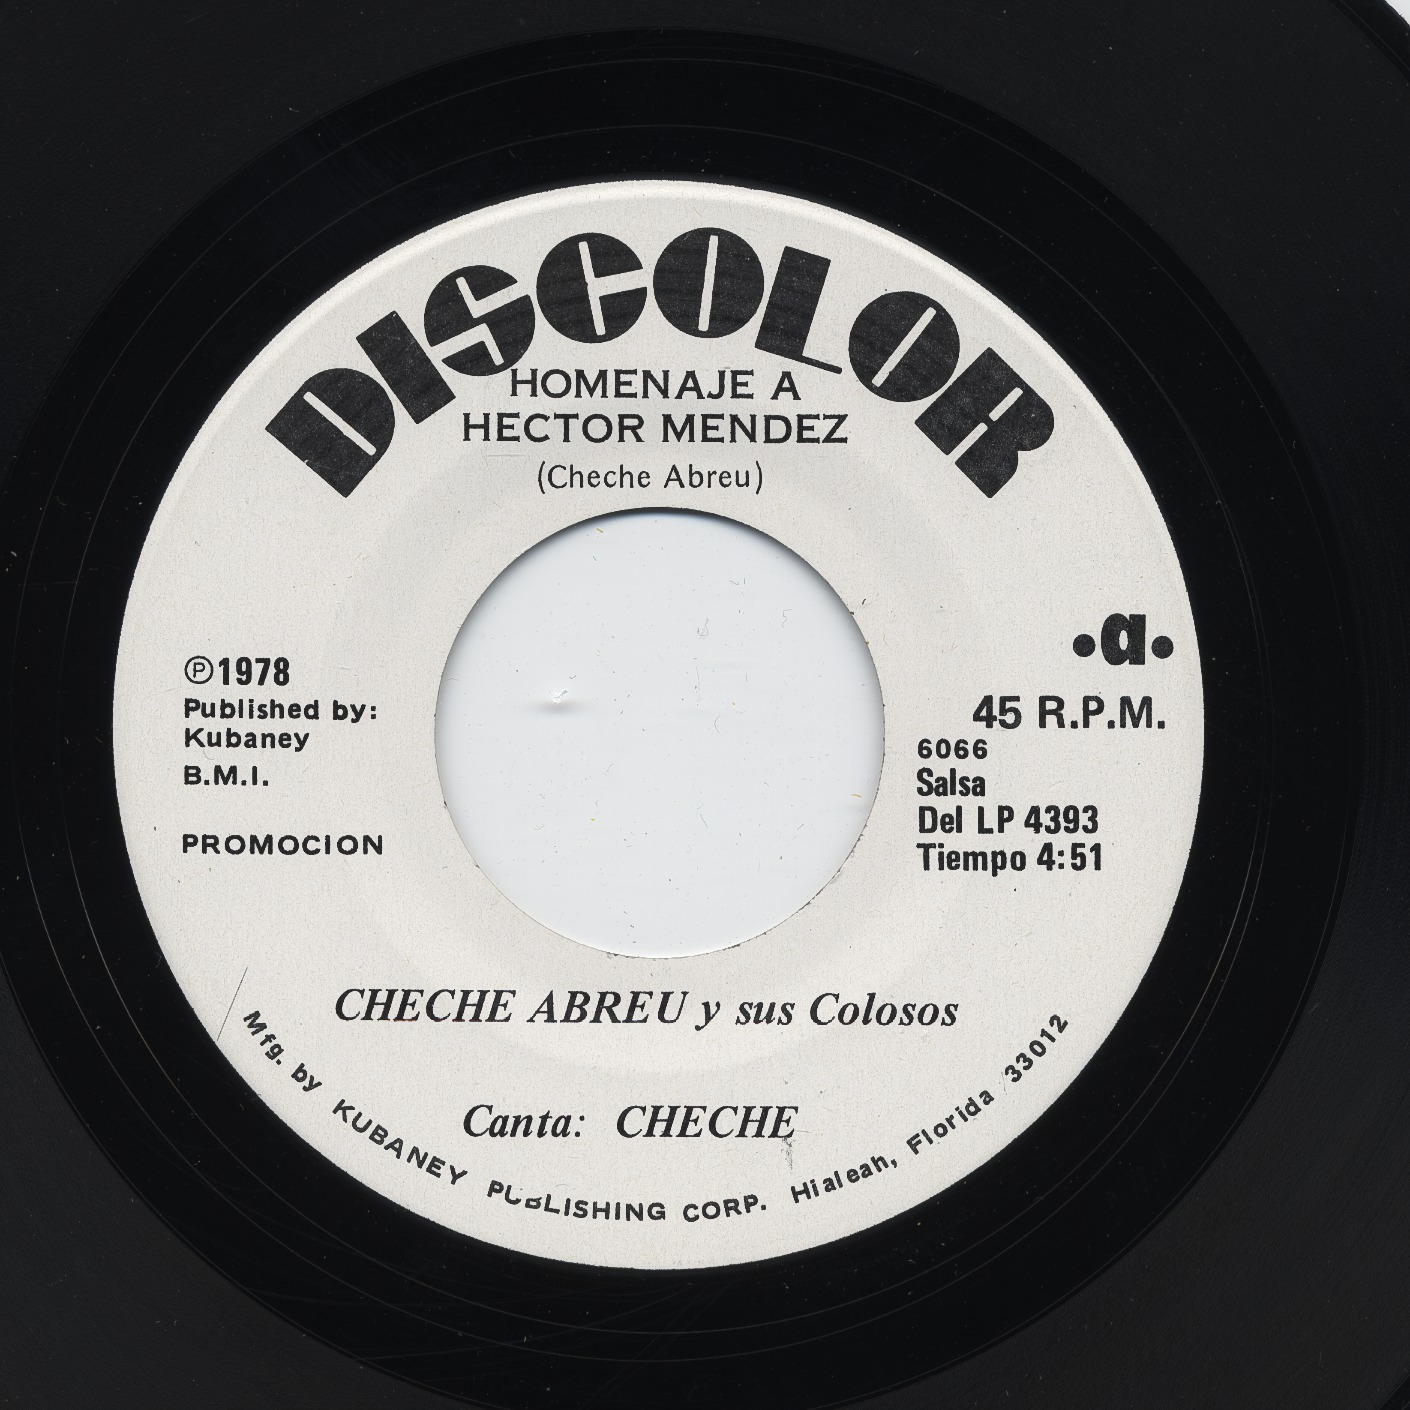 DISCOLOR
HOMENAJE A
HECTOR MENDEZ
(Cheche Abreu)
℗1978
Published by:
Kubaney
B.M.I.
PROMOCION
.a.
45 R.P.M.
6066
Salsa
Del LP 4393
Tiempo 4:51
CHECHE ABREU y sus Colosos
Canta: CHECHE
Mfg. by KUBANEY PUBLISHING CORP. Hialeah, Florida 33012